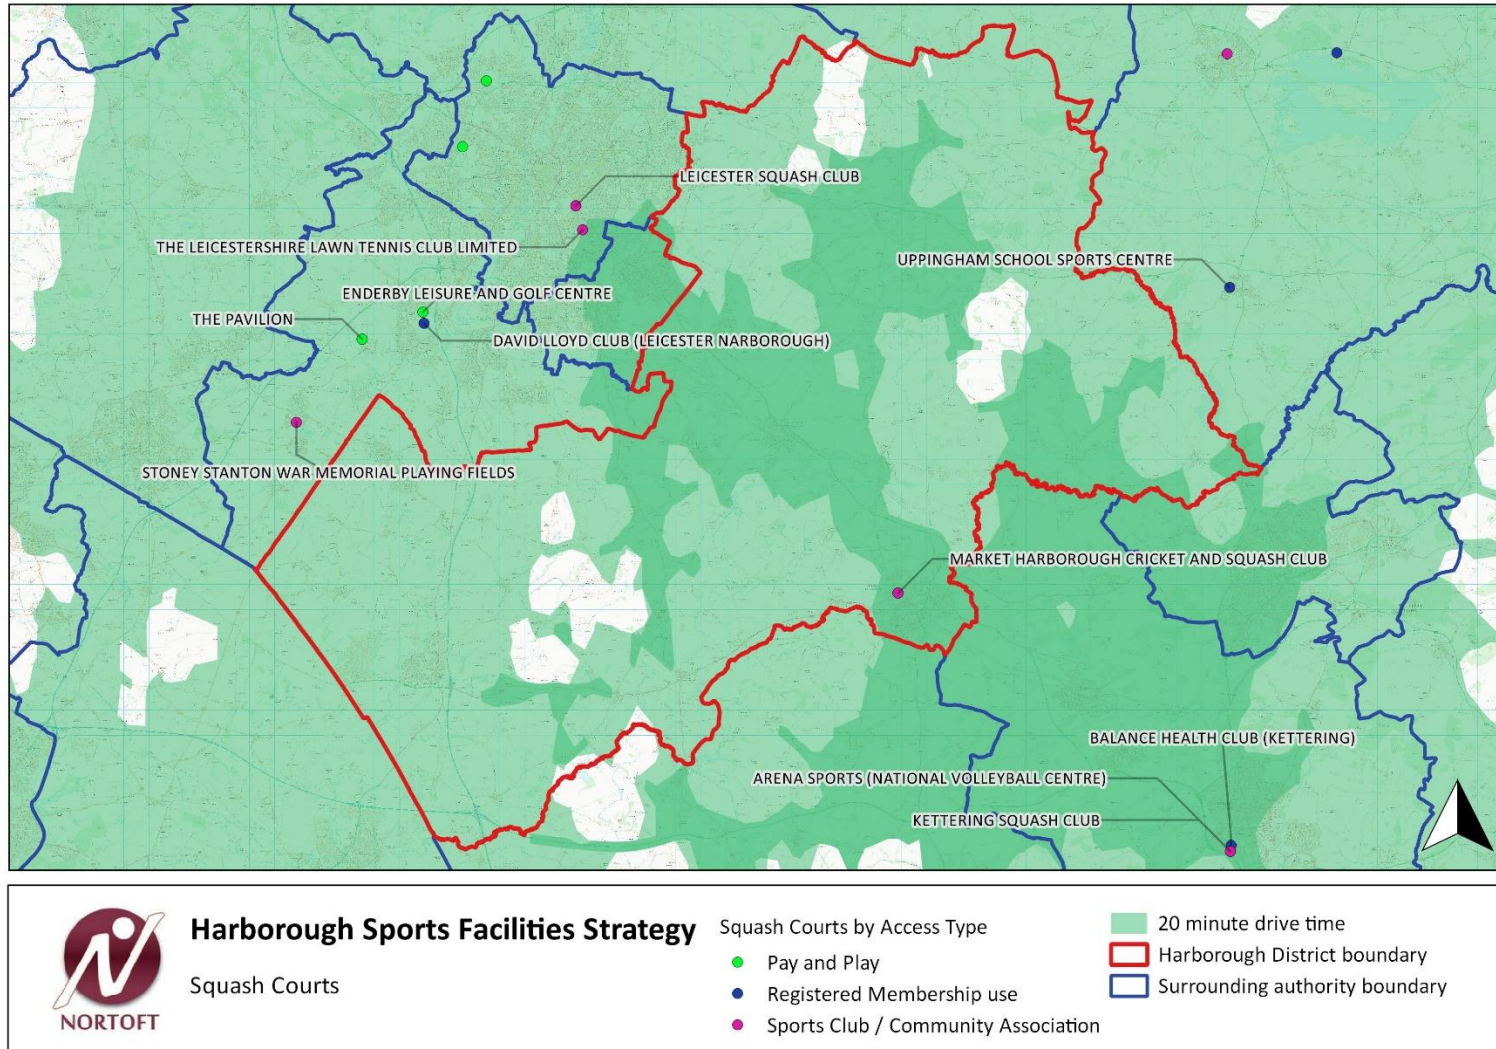 LEICESTER SQUASH CLUB
THE LEICESTERSHIRE LAWN TENNIS CLUB LIMITED
UPPINGHAM SCHOOL SPORTS CENTRE
ENDERBY LEISURE AND GOLF CENTRE
THE PAVILION
DAVID LLOYD CLUB (LEICESTER NARBOROUGH)
STONEY STANTON WAR MEMORIAL PLAYING FIELDS
MARKET HARBOROUGH CRICKET AND SQUASH CLUB
BALANCE HEALTH CLUB (KETTERING)
ARENA SPORTS (NATIONAL VOLLEYBALL CENTRE)
KETTERING SQUASH CLUB
NORTOFT
Harborough Sports Facilities Strategy
Squash Courts
Squash Courts by Access Type
Pay and Play
Registered Membership use
Sports Club / Community Association
20 minute drive time
Harborough District boundary
Surrounding authority boundary